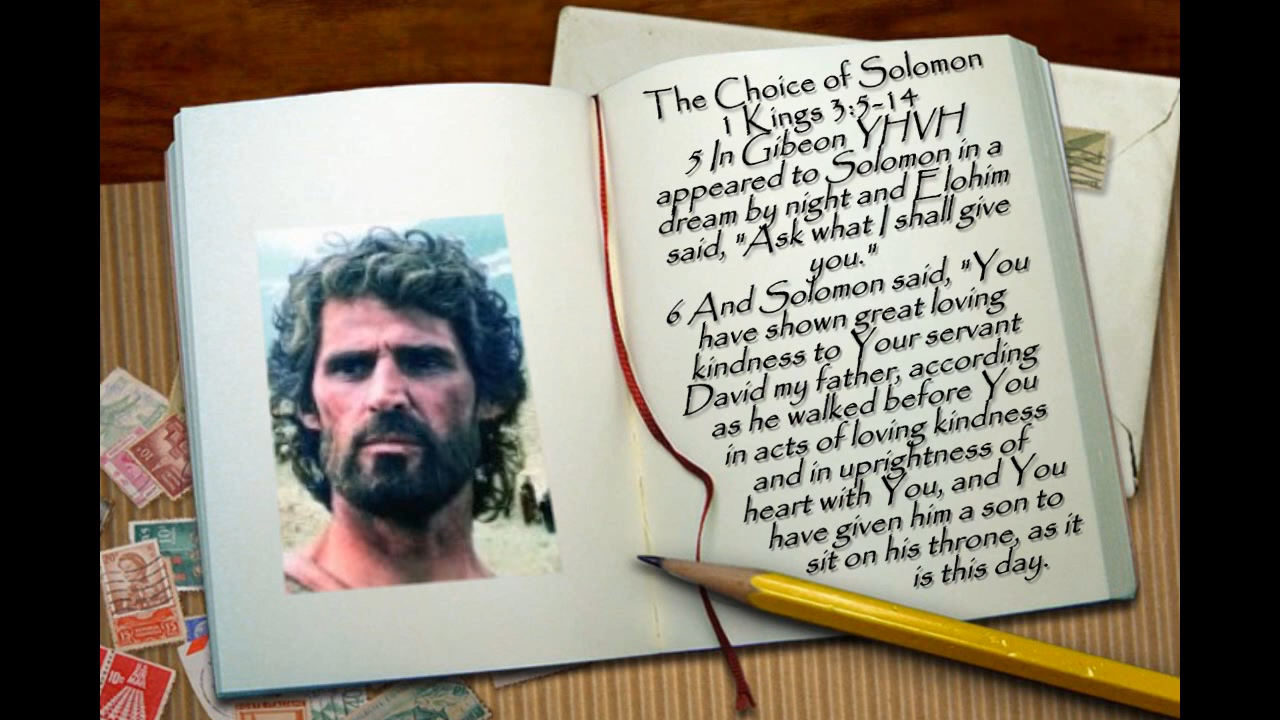 The Choice of Solomon
1 Kings 3:5-14
5 In Gibeon YHVH
appeared to Solomon in a
dream by night and Elohim
said, "Ask what I shall give
you."
6 And Solomon said, "You
have shown great loving
kindness to Your servant
David my father, according
as he walked before You
in acts of loving kindness
and in uprightness of
heart with You, and You
have given him a son to
sit on his throne, as it
is this day.